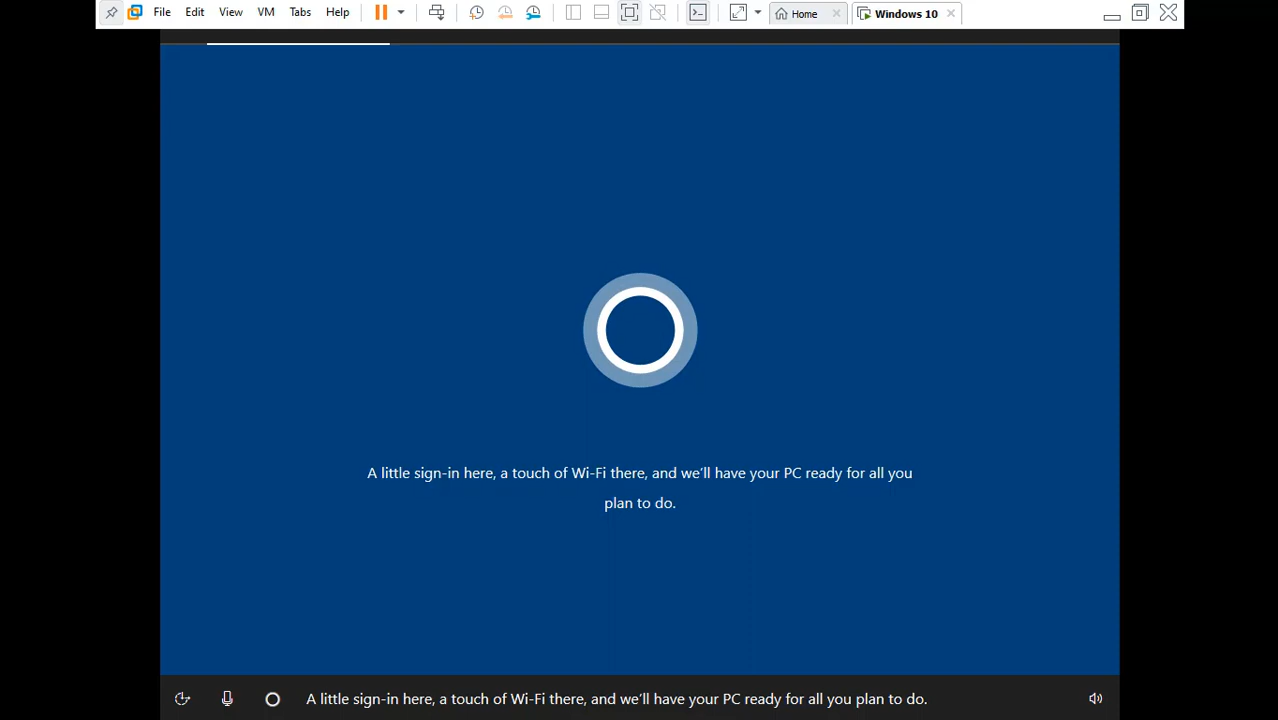 File Edit View VM Tabs Help Home Windows 10
A little sign-in here, a touch of Wi-Fi there, and we'll have your PC ready for all you
plan to do.
A little sign-in here, a touch of Wi-Fi there, and we'll have your PC ready for all you plan to do.